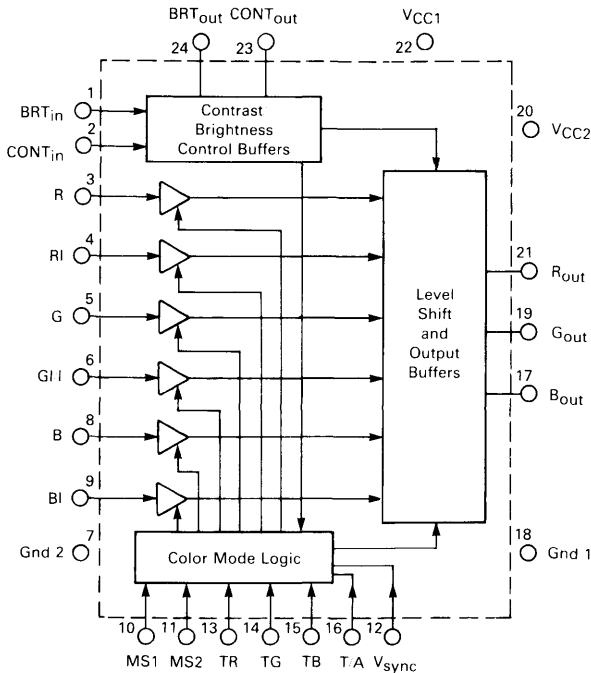 BRTout CONTout VCC1
24 23 22
1
BRTin
2
CONTin
Contrast
Brightness
Control Buffers
20
VCC2
3
R
4
RI
5
G
6
GII
8
B
9
BI
7
Gnd 2
Level
Shift
and
Output
Buffers
21
Rout
19
Gout
17
Bout
18
Gnd 1
Color Mode Logic
10 11 13 14 15 16 12
MS1 MS2 TR TG TB T/A Vsync